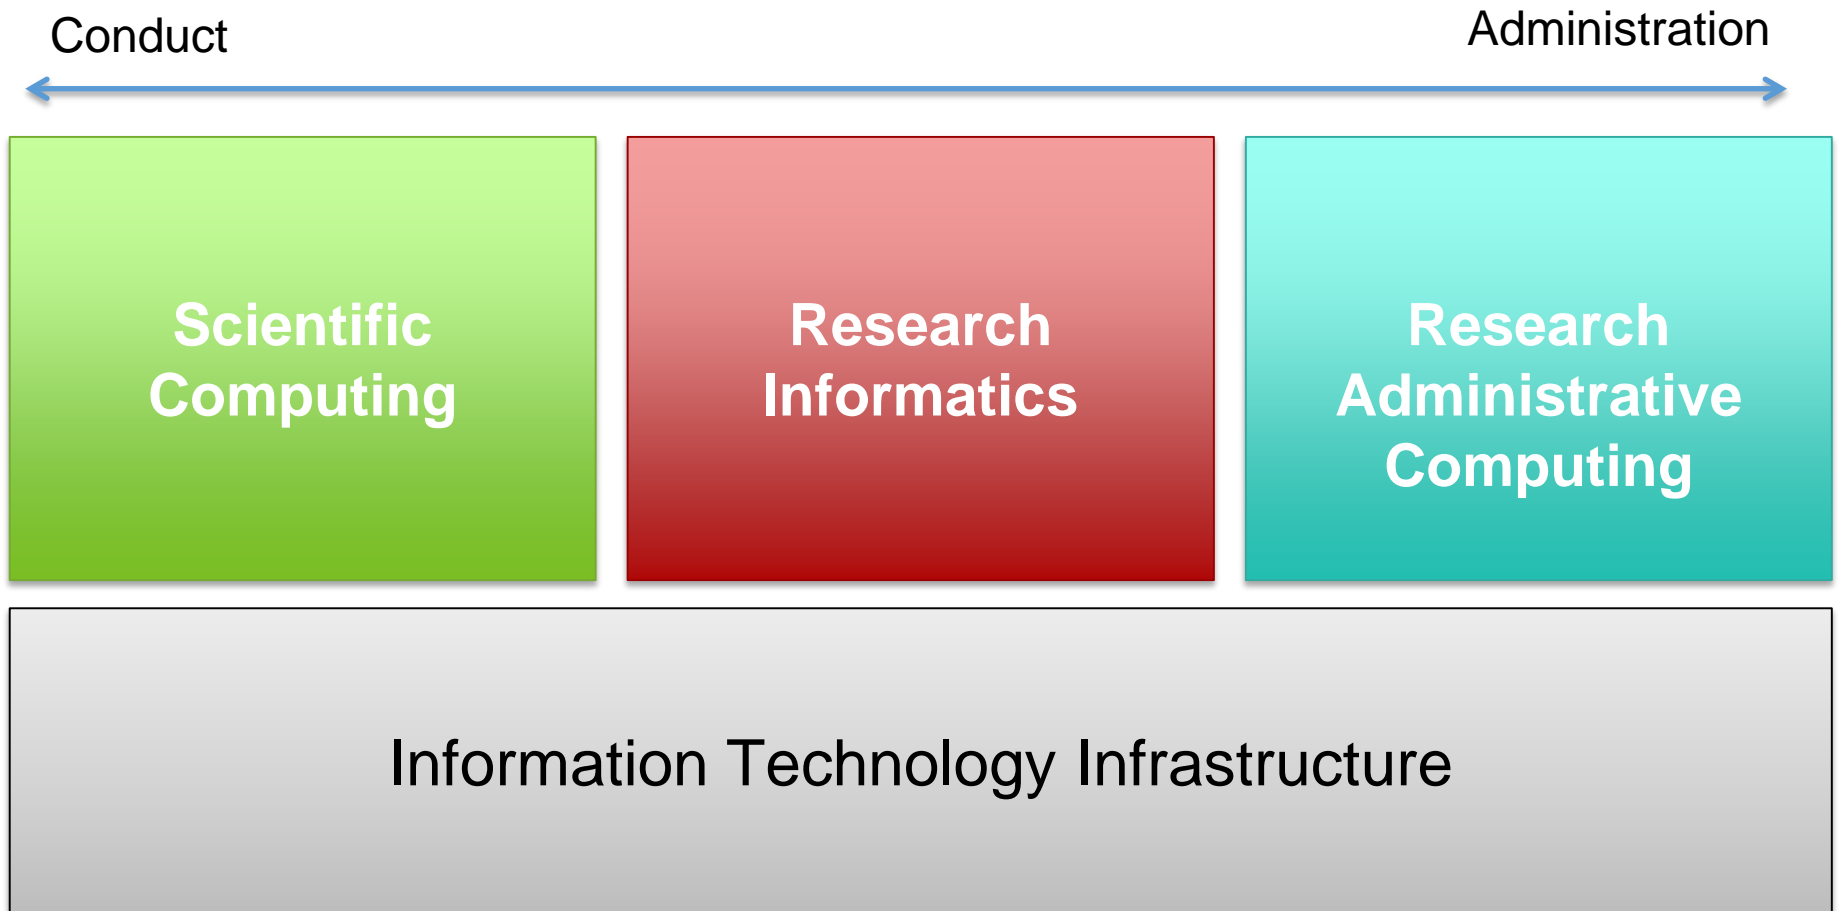 Conduct
Administration
Scientific
Computing
Research
Informatics
Research
Administrative
Computing
Information Technology Infrastructure